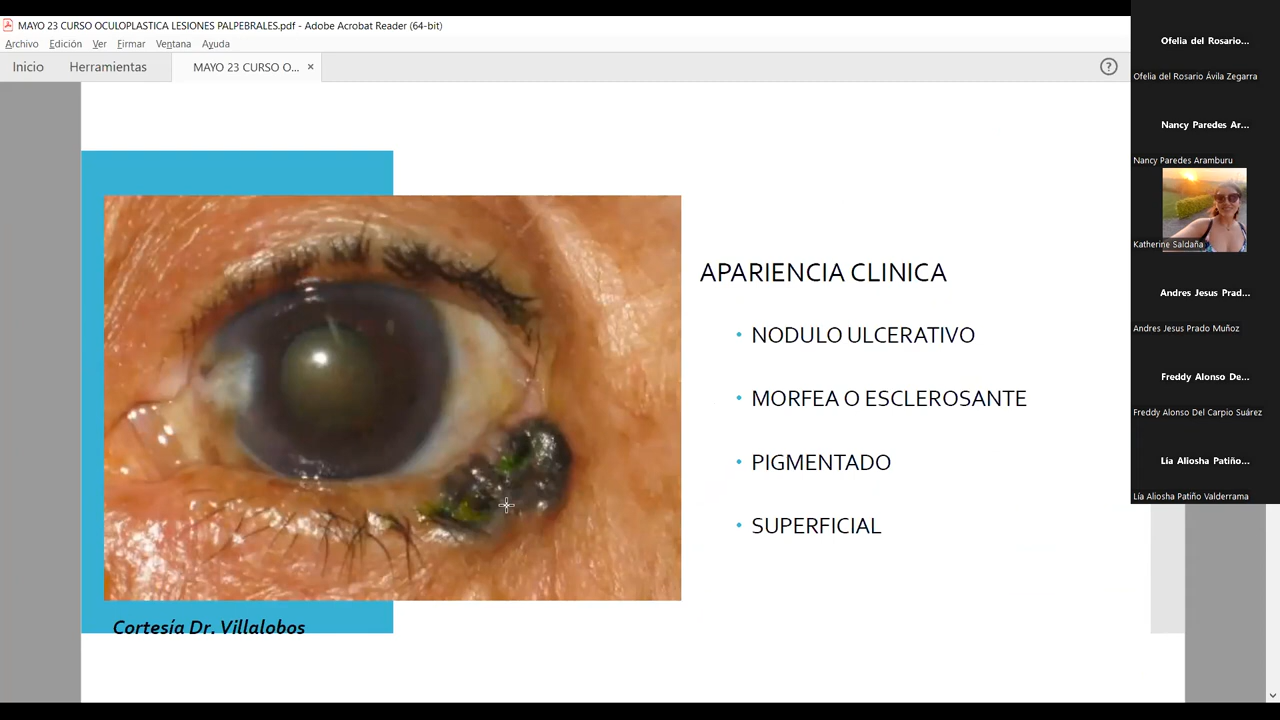 MAYO 23 CURSO OCULOPLASTICA LESIONES PALPEBRALES.pdf - Adobe Acrobat Reader (64-bit)
Archivo Edición Ver Firmar Ventana Ayuda
Inicio Herramientas MAYO 23 CURSO O... ×
?
APARIENCIA CLINICA
• NODULO ULCERATIVO
• MORFEA O ESCLEROSANTE
• PIGMENTADO
• SUPERFICIAL
Cortesía Dr. Villalobos
Ofelia del Rosario...
Ofelia del Rosario Ávila Zegarra
Nancy Paredes Ar...
Nancy Paredes Aramburu
Katherine Saldaña
Andres Jesus Prad...
Andres Jesus Prado Muñoz
Freddy Alonso De...
Freddy Alonso Del Carpio Suárez
Lía Aliosha Patiño...
Lía Aliosha Patiño Valderrama